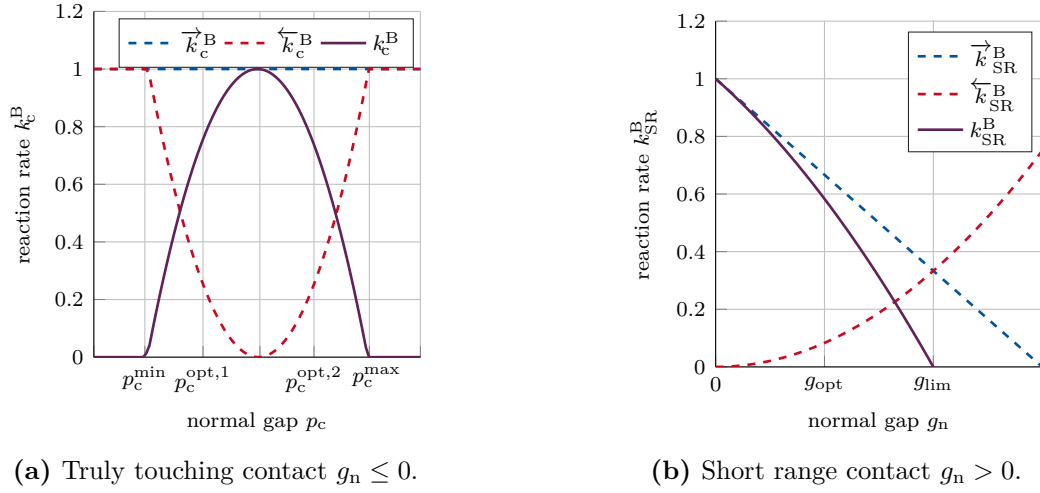 1.2
1
0.8
0.6
0.4
0.2
0
reaction rate k_c^B
→k_c^B ←k_c^B k_c^B
p_c^min p_c^opt,1 p_c^opt,2 p_c^max
normal gap p_c
(a) Truly touching contact g_n ≤ 0.
1.2
1
0.8
0.6
0.4
0.2
0
reaction rate k_SR^B
→k_SR^B
←k_SR^B
k_SR^B
0 g_opt g_lim
normal gap g_n
(b) Short range contact g_n > 0.